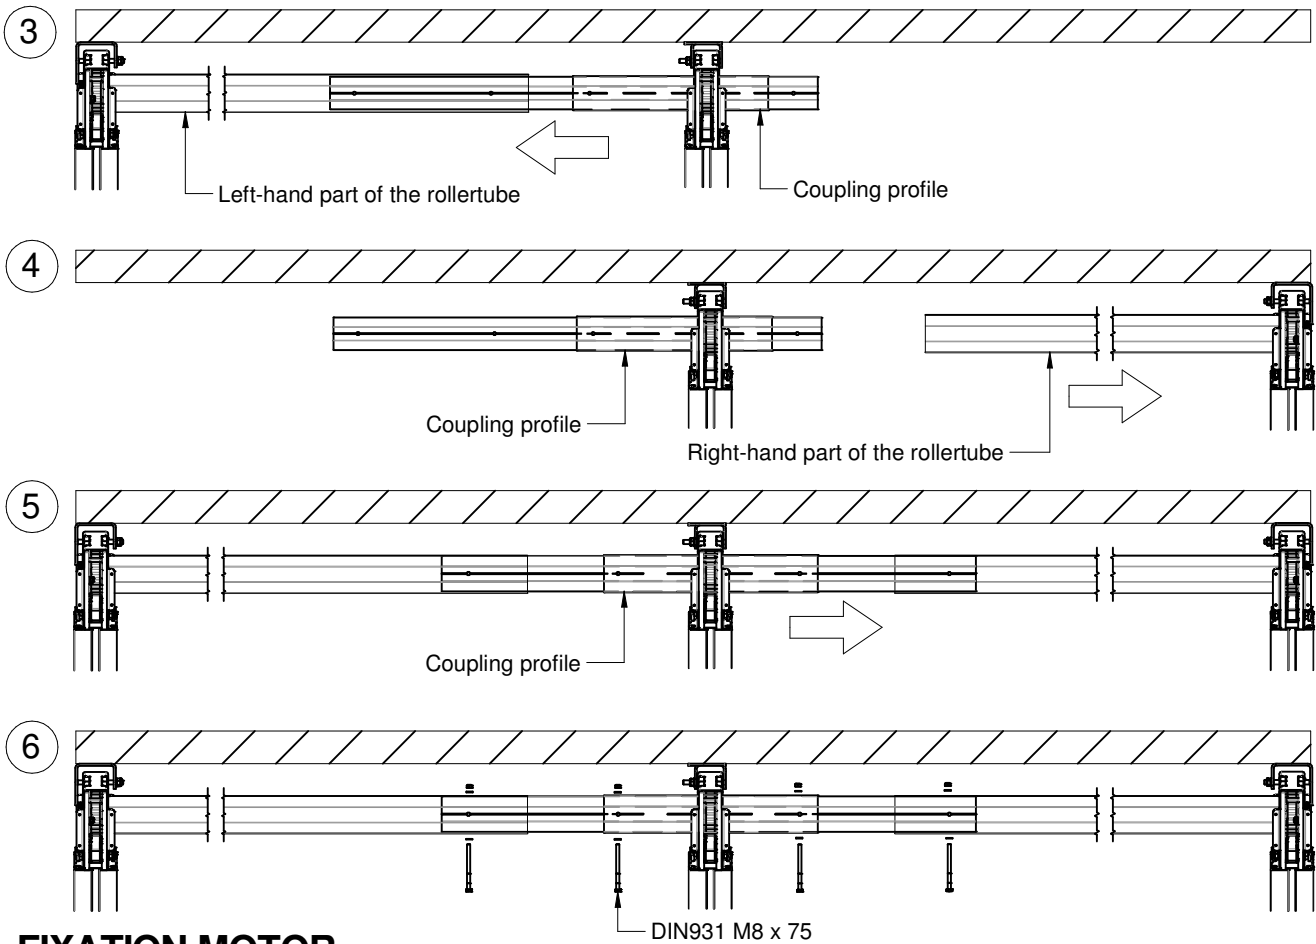 3
Left-hand part of the rollertube
Coupling profile
4
Coupling profile
Right-hand part of the rollertube
5
Coupling profile
6
DIN931 M8 x 75
FIXATION MOTOR